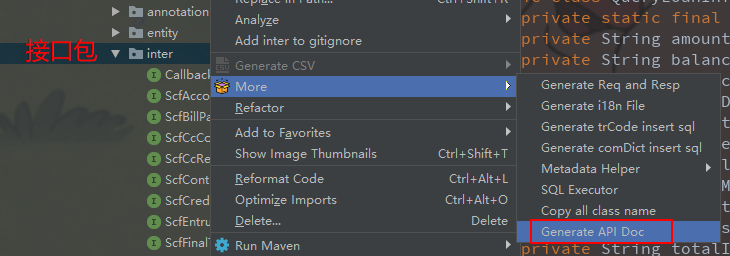 annotation
entity
接口包
inter
Callback
ScfAcco
ScfBillPa
ScfCcCo
ScfCcRe
ScfCont
ScfCred
ScfEntru
ScfFinal
Replace in Path... Ctrl+Shift+R
Analyze
Add inter to gitignore
Generate CSV
More
Refactor
Add to Favorites
Show Image Thumbnails Ctrl+Shift+T
Reformat Code Ctrl+Alt+L
Optimize Imports Ctrl+Alt+O
Delete... Delete
Run Maven
Generate Req and Resp
Generate i18n File
Generate trCode insert sql
Generate comDict insert sql
Metadata Helper
SQL Executor
Copy all class name
Generate API Doc
private static final
private String amount
private String balanc
private String totalI